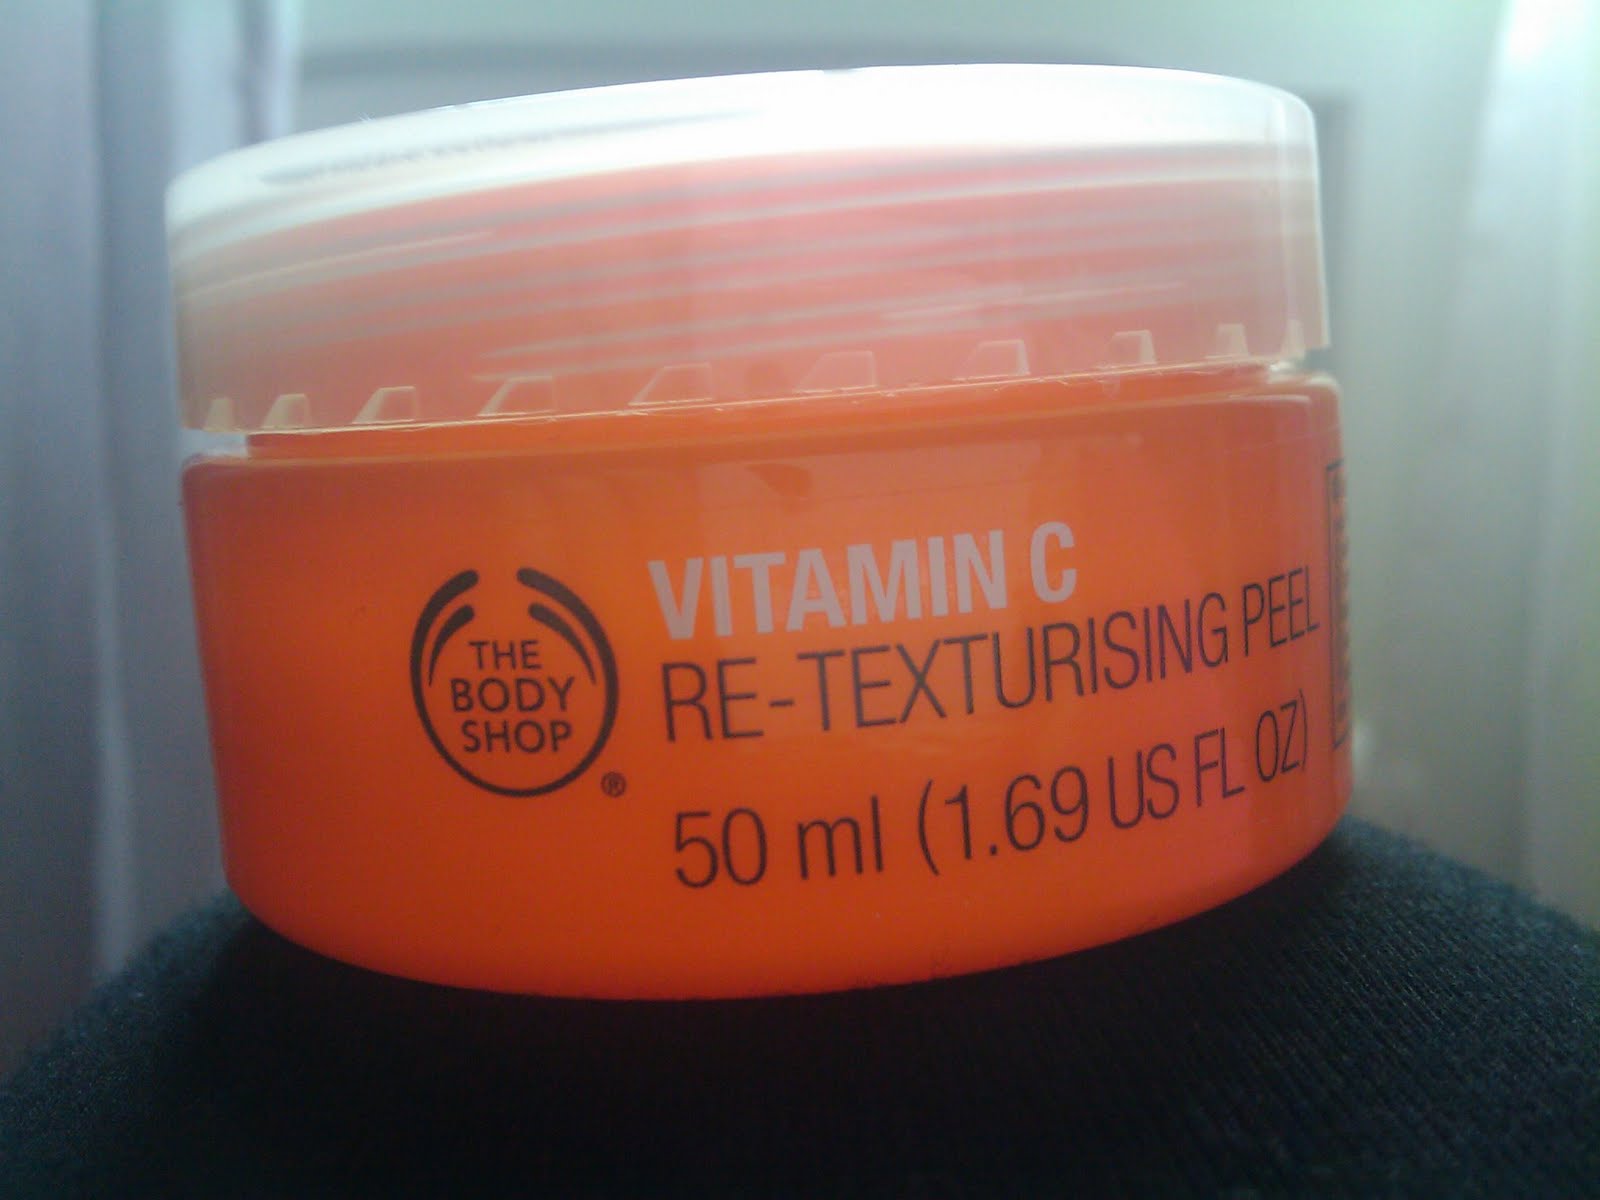 THE
BODY
SHOP
®
VITAMIN C
RE-TEXTURISING PEEL
50 ml (1.69 US FL OZ)